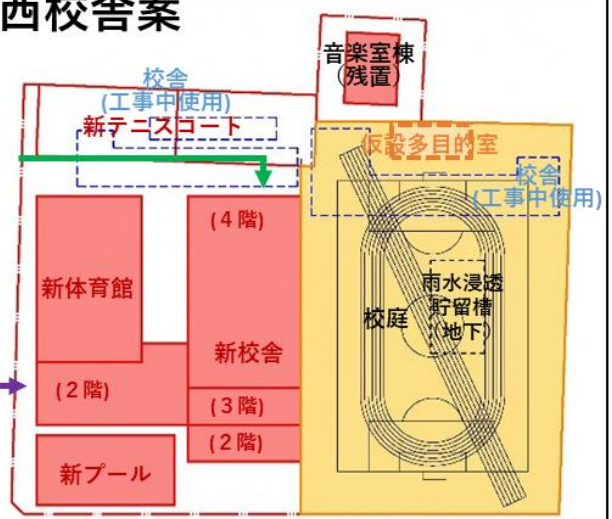 西校舎案
音楽室棟
(残置)
校舎
(工事中使用)
新テニスコート
仮設多目的室
校舎
(工事中使用)
(4階)
新体育館
雨水浸透
貯留槽
(地下)
校庭
新校舎
(2階)
(3階)
(2階)
新プール